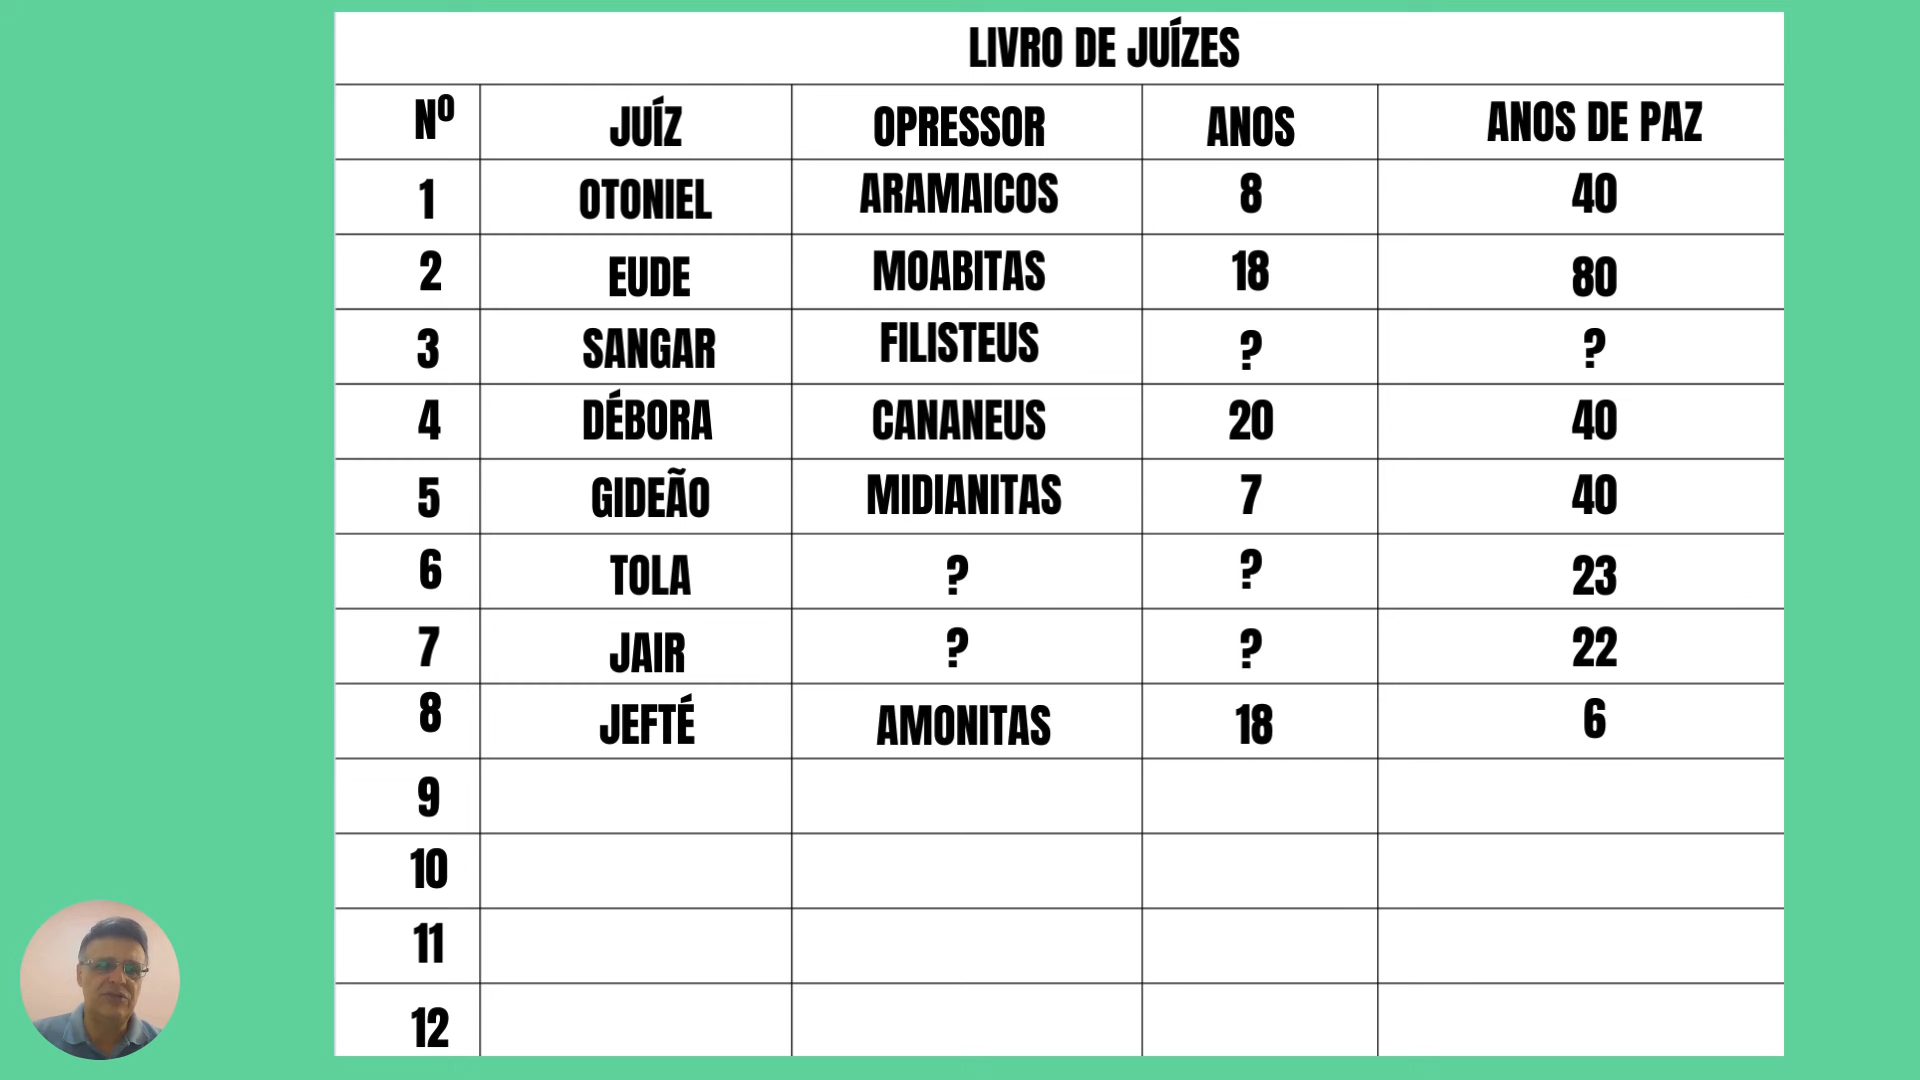 LIVRO DE JUÍZES
Nº JUÍZ OPRESSOR ANOS ANOS DE PAZ
1 OTONIEL ARAMAICOS 8 40
2 EUDE MOABITAS 18 80
3 SANGAR FILISTEUS ? ?
4 DÉBORA CANANEUS 20 40
5 GIDEÃO MIDIANITAS 7 40
6 TOLA ? ? 23
7 JAIR ? ? 22
8 JEFTÉ AMONITAS 18 6
9
10
11
12